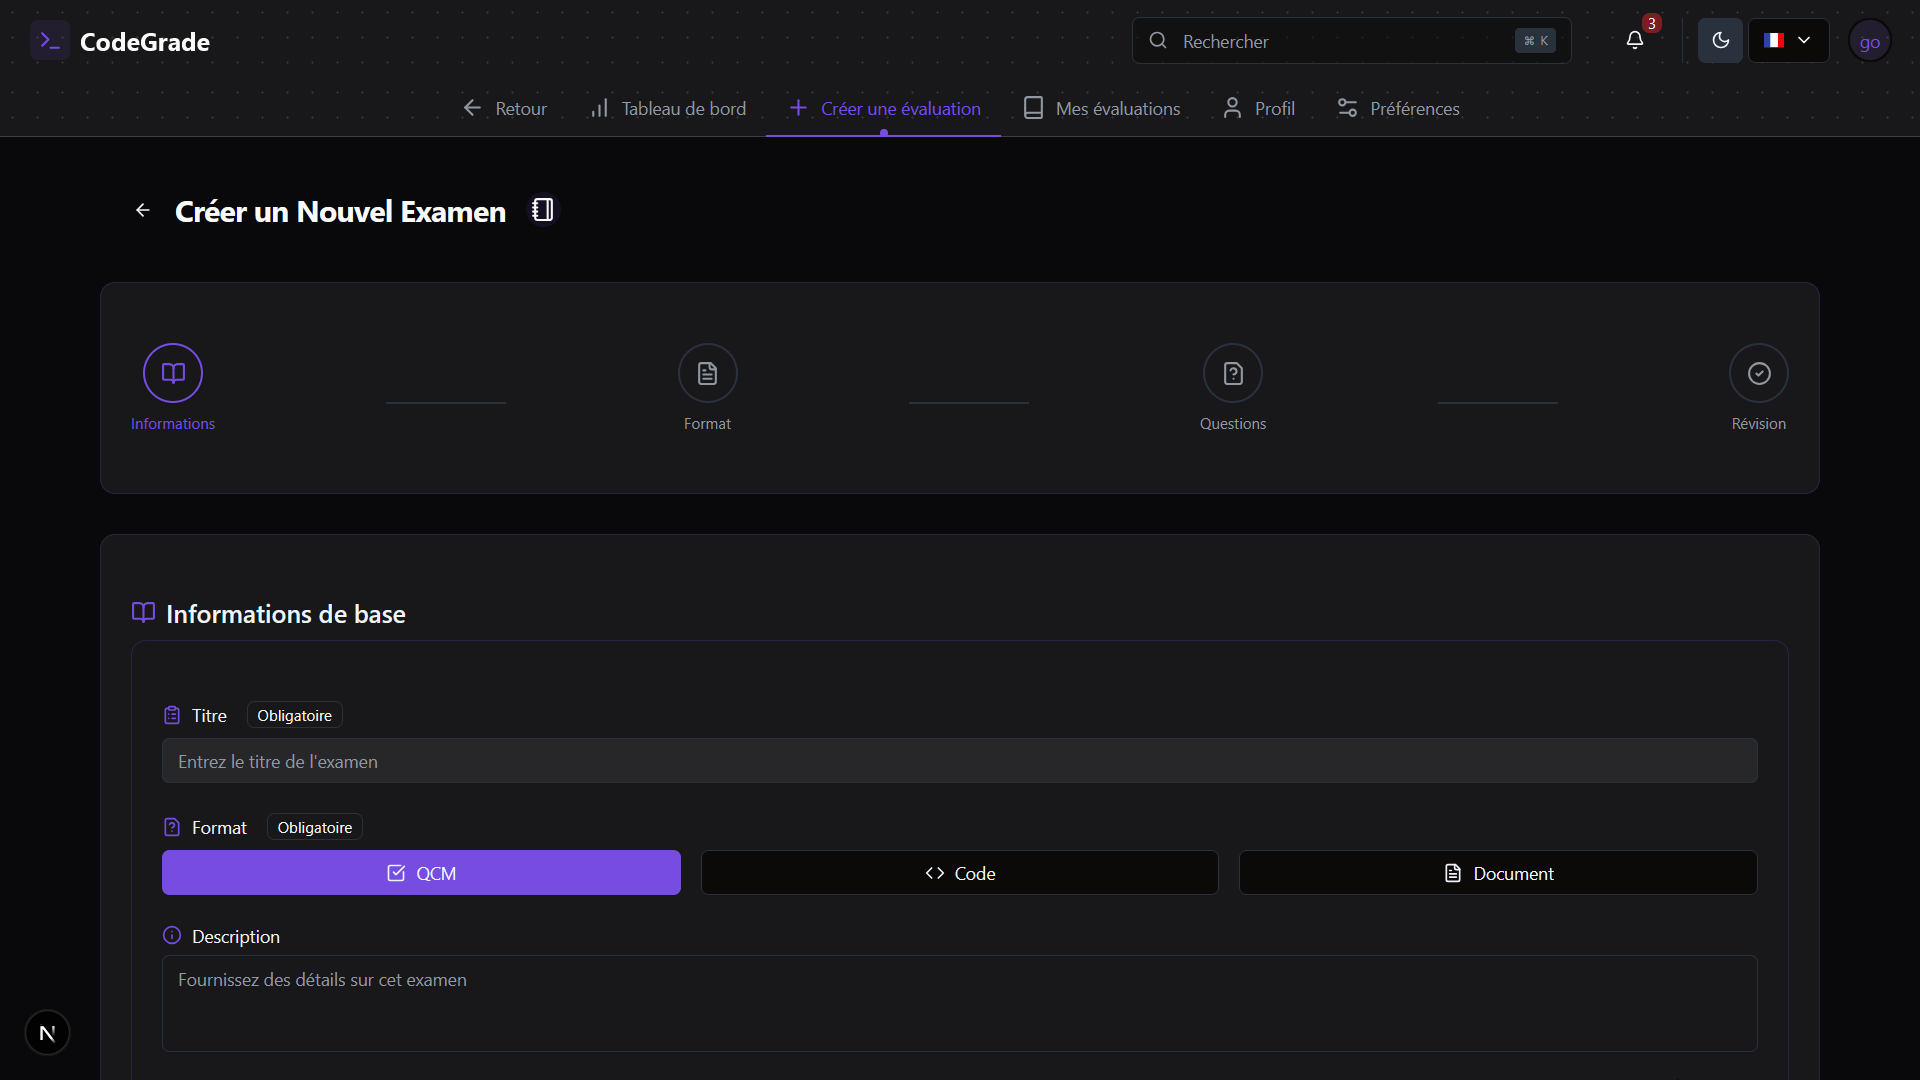 CodeGrade
Rechercher
⌘ K
3
go
Retour
Tableau de bord
Créer une évaluation
Mes évaluations
Profil
Préférences
Créer un Nouvel Examen
Informations
Format
Questions
Révision
Informations de base
Titre
Obligatoire
Entrez le titre de l'examen
Format
Obligatoire
QCM
Code
Document
Description
Fournissez des détails sur cet examen
N